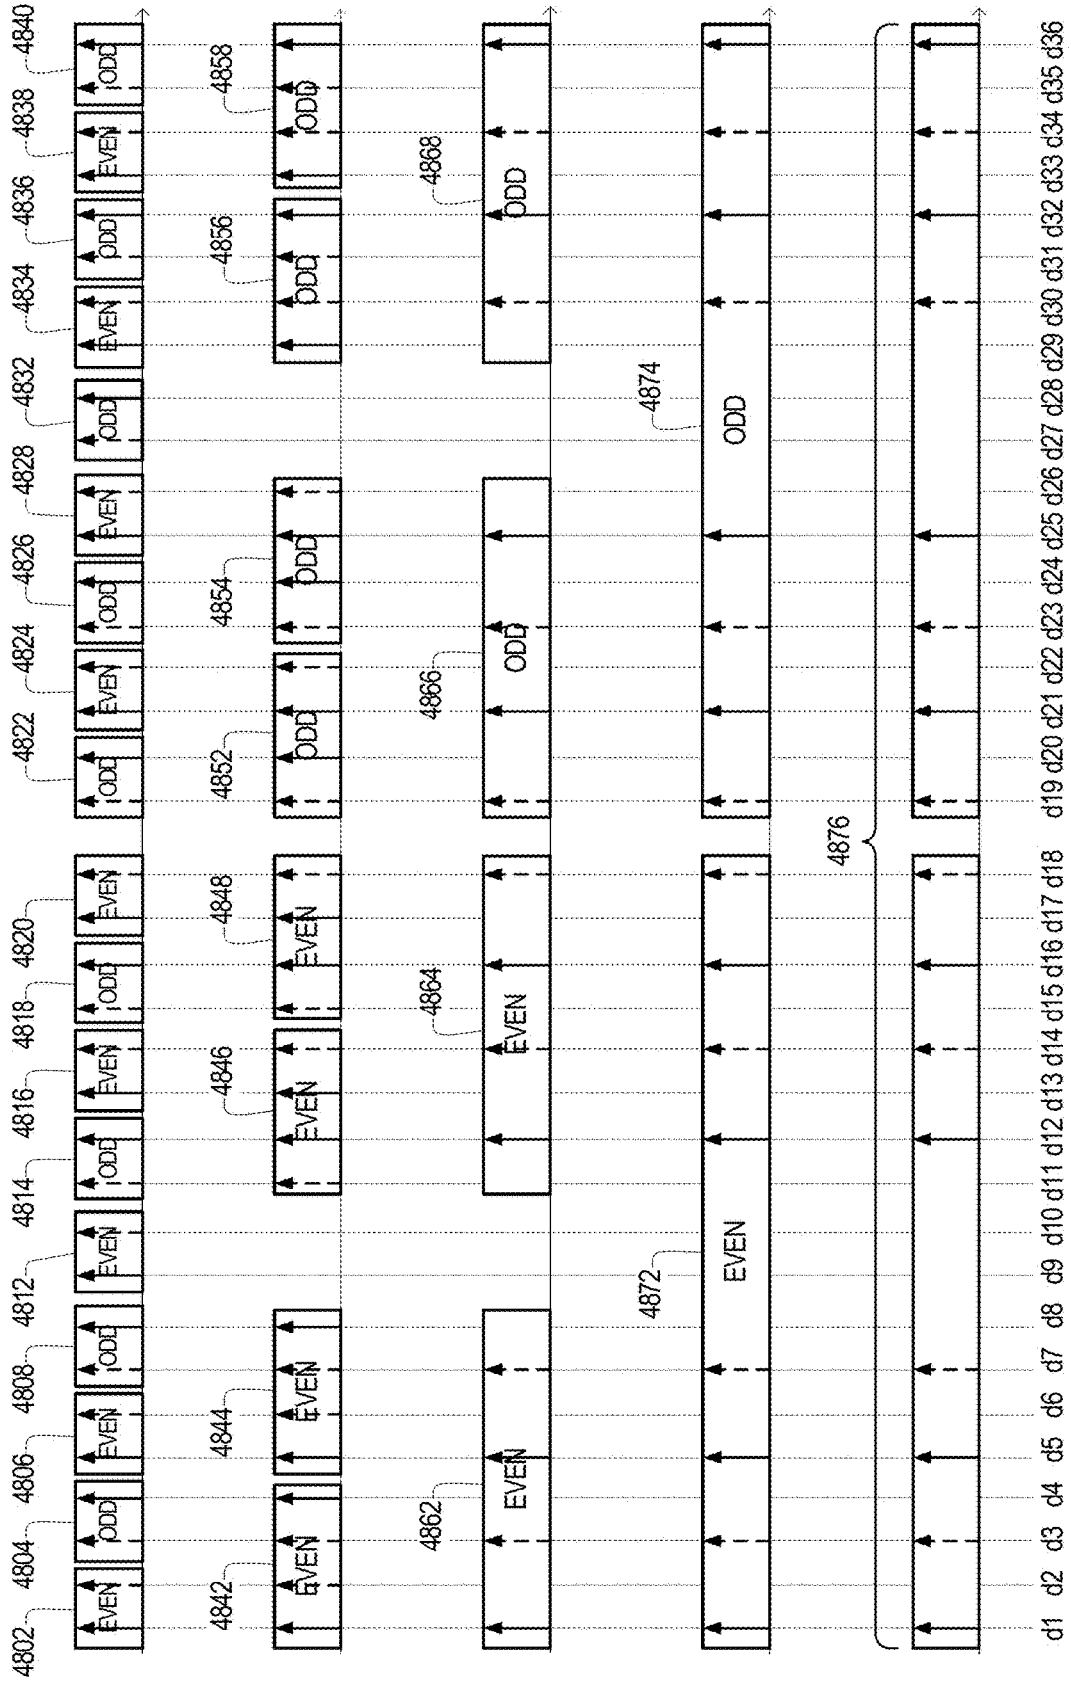 4802 4804 4806 4808 4812 4814 4816 4818 4820 4822 4824 4826 4828 4832 4834 4836 4838 4840
EVEN ODD EVEN ODD EVEN ODD EVEN ODD EVEN ODD EVEN ODD EVEN ODD EVEN ODD EVEN ODD
4842 4844 4846 4848 4852 4854 4856 4858
EVEN EVEN EVEN EVEN ODD ODD ODD ODD
4862 4864 4866 4868
EVEN EVEN ODD ODD
4872 4874
EVEN ODD
4876
d1 d2 d3 d4 d5 d6 d7 d8 d9 d10 d11 d12 d13 d14 d15 d16 d17 d18 d19 d20 d21 d22 d23 d24 d25 d26 d27 d28 d29 d30 d31 d32 d33 d34 d35 d36